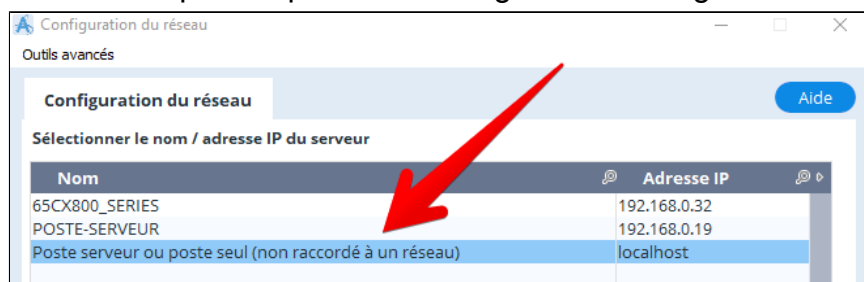 Configuration du réseau
Outils avancés
Configuration du réseau
Aide
Sélectionner le nom / adresse IP du serveur
Nom Adresse IP
65CX800_SERIES 192.168.0.32
POSTE-SERVEUR 192.168.0.19
Poste serveur ou poste seul (non raccordé à un réseau) localhost